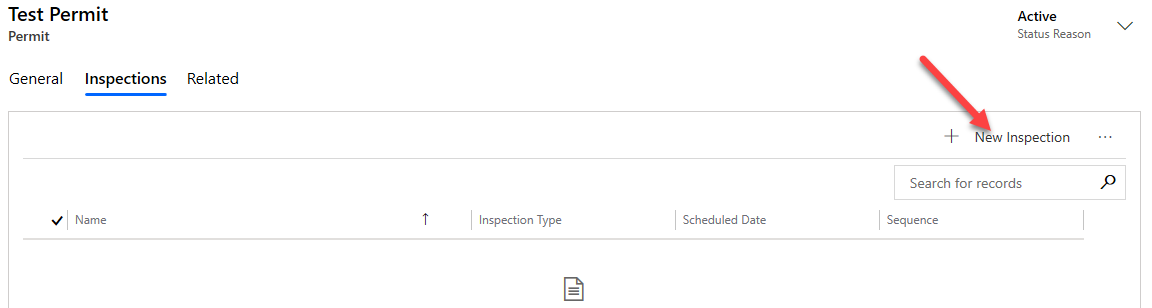 Test Permit
Permit
Active
Status Reason
General Inspections Related
New Inspection
Search for records
Name Inspection Type Scheduled Date Sequence